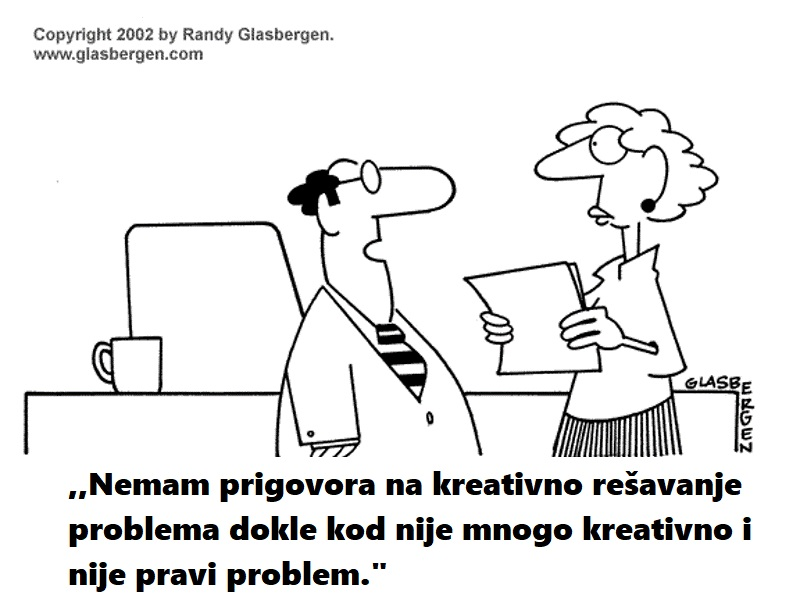 Copyright 2002 by Randy Glasbergen.
www.glasbergen.com
GLASBERGEN
,,Nemam prigovora na kreativno rešavanje
problema dokle kod nije mnogo kreativno i
nije pravi problem."